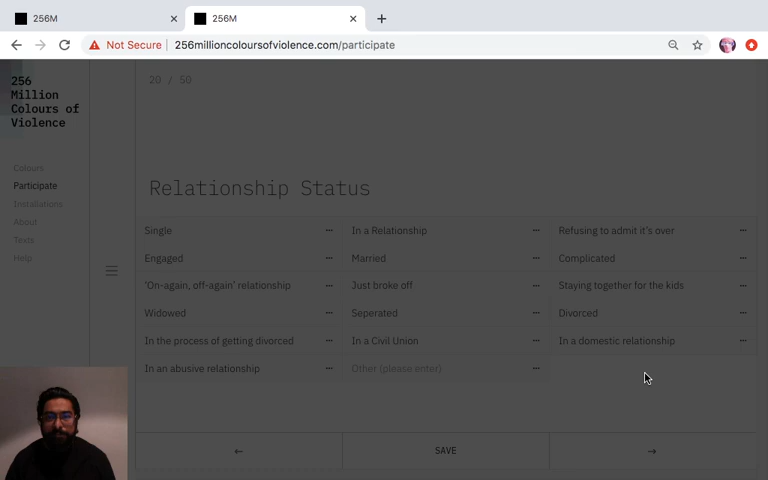 256M
256M
Not Secure
256millioncoloursofviolence.com/participate
256
Million
Colours of
Violence
Colours
Participate
Installations
About
Texts
Help
20 / 50
Relationship Status
Single
In a Relationship
Refusing to admit it's over
Engaged
Married
Complicated
'On-again, off-again' relationship
Just broke off
Staying together for the kids
Widowed
Seperated
Divorced
In the process of getting divorced
In a Civil Union
In a domestic relationship
In an abusive relationship
Other (please enter)
SAVE